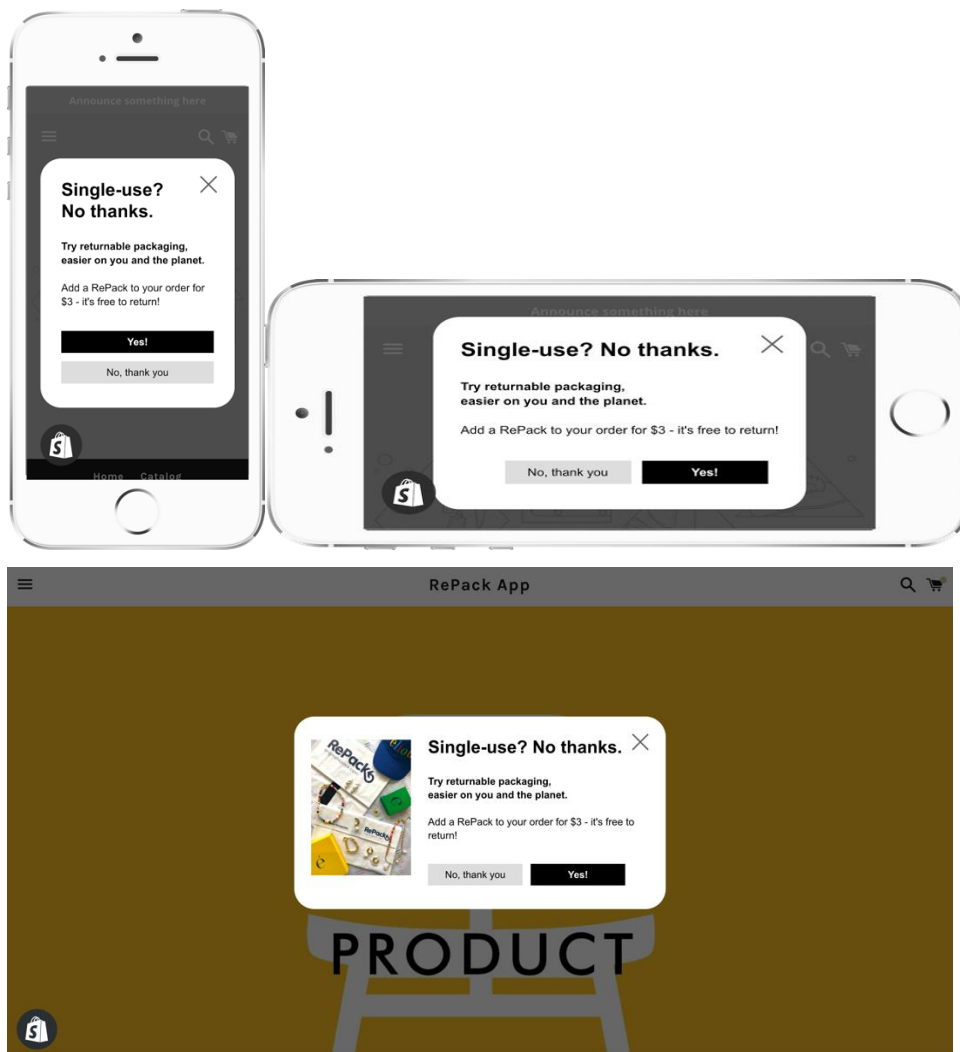 Announce something here
Single-use?
No thanks.
Try returnable packaging,
easier on you and the planet.
Add a RePack to your order for
$3 - it's free to return!
Yes!
No, thank you
Home Catalog
Announce something here
Single-use? No thanks.
Try returnable packaging,
easier on you and the planet.
Add a RePack to your order for $3 - it's free to return!
No, thank you Yes!
RePack App
RePack
RePack
Single-use? No thanks.
Try returnable packaging,
easier on you and the planet.
Add a RePack to your order for $3 - it's free to
return!
No, thank you Yes!
PRODUCT